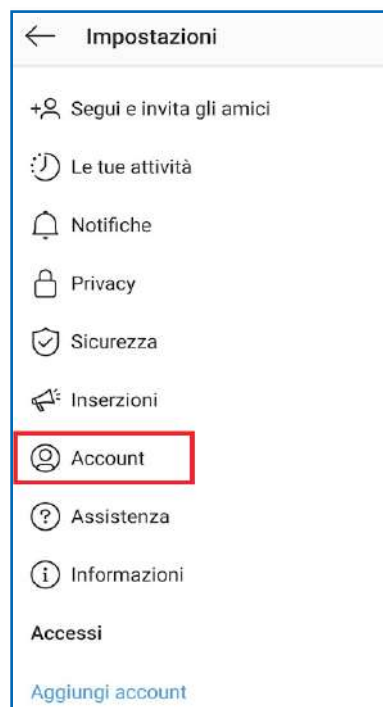 Impostazioni
Segui e invita gli amici
Le tue attività
Notifiche
Privacy
Sicurezza
Inserzioni
Account
Assistenza
Informazioni
Accessi
Aggiungi account